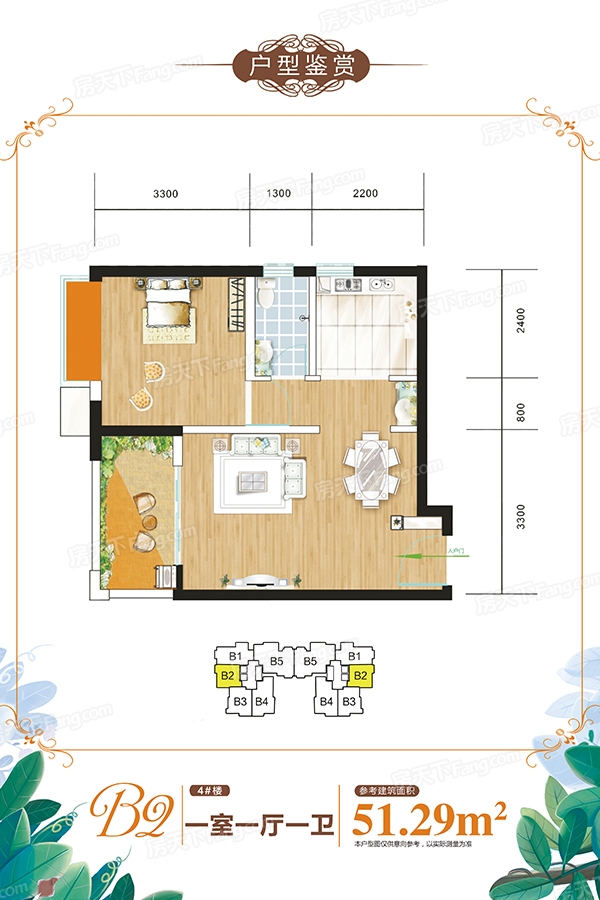 户型鉴赏
3300
1300
2200
2400
800
3300
入户门
B1
B5
B5
B1
B2
B2
B3
B4
B4
B3
B2
4#楼
一室一厅一卫
参考建筑面积
51.29m²
本户型图仅供意向参考，以实际测量为准
房天下Fang.com